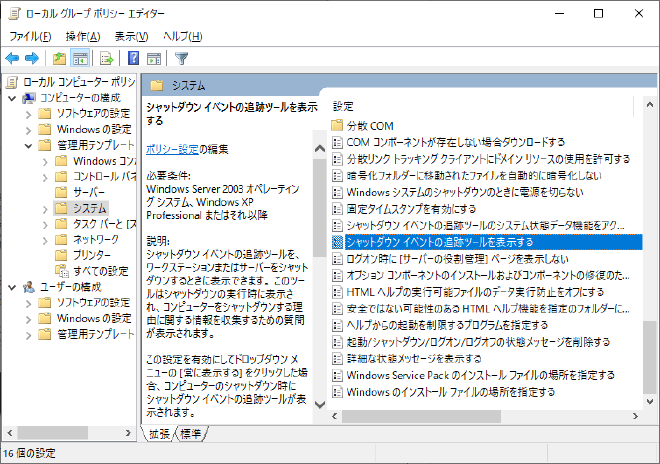 ローカル グループ ポリシー エディター
ファイル(F) 操作(A) 表示(V) ヘルプ(H)
ローカル コンピューター ポリシ
コンピューターの構成
ソフトウェアの設定
Windows の設定
管理用テンプレート
Windows コン
コントロール パネ
サーバー
システム
タスク バーと [ス
ネットワーク
プリンター
すべての設定
ユーザーの構成
ソフトウェアの設定
Windows の設定
管理用テンプレート
システム
シャットダウン イベントの追跡ツールを表示
する
ポリシー設定の編集
必要条件:
Windows Server 2003 オペレーティ
ング システム、Windows XP
Professional またはそれ以降
説明:
シャットダウン イベントの追跡ツールを、
ワークステーションまたはサーバーをシャット
ダウンするときに表示できます。このツー
ルはシャットダウンの実行時に表示さ
れ、コンピューターをシャットダウンする理
由に関する情報を収集するための質問
が表示されます。
この設定を有効にしてドロップダウン メ
ニューの [常に表示する] をクリックした場
合、コンピューターのシャットダウン時に
シャットダウン イベントの追跡ツールが表
示されます。
設定
分散 COM
COM コンポーネントが存在しない場合ダウンロードする
分散リンク トラッキング クライアントにドメイン リソースの使用を許可する
暗号化フォルダーに移動されたファイルを自動的に暗号化しない
Windows システムのシャットダウンのときに電源を切らない
固定タイムスタンプを有効にする
シャットダウン イベントの追跡ツールのシステム状態データ機能をアク...
シャットダウン イベントの追跡ツールを表示する
ログオン時に [サーバーの役割管理] ページを表示しない
オプション コンポーネントのインストールおよびコンポーネントの修復のた...
HTML ヘルプの実行可能ファイルのデータ実行防止をオフにする
安全ではない可能性のある HTML ヘルプ機能を指定のフォルダーに...
ヘルプからの起動を制限するプログラムを指定する
起動/シャットダウン/ログオン/ログオフの状態メッセージを削除する
詳細な状態メッセージを表示する
Windows Service Pack のインストール ファイルの場所を指定する
Windows のインストール ファイルの場所を指定する
拡張 標準
16 個の設定